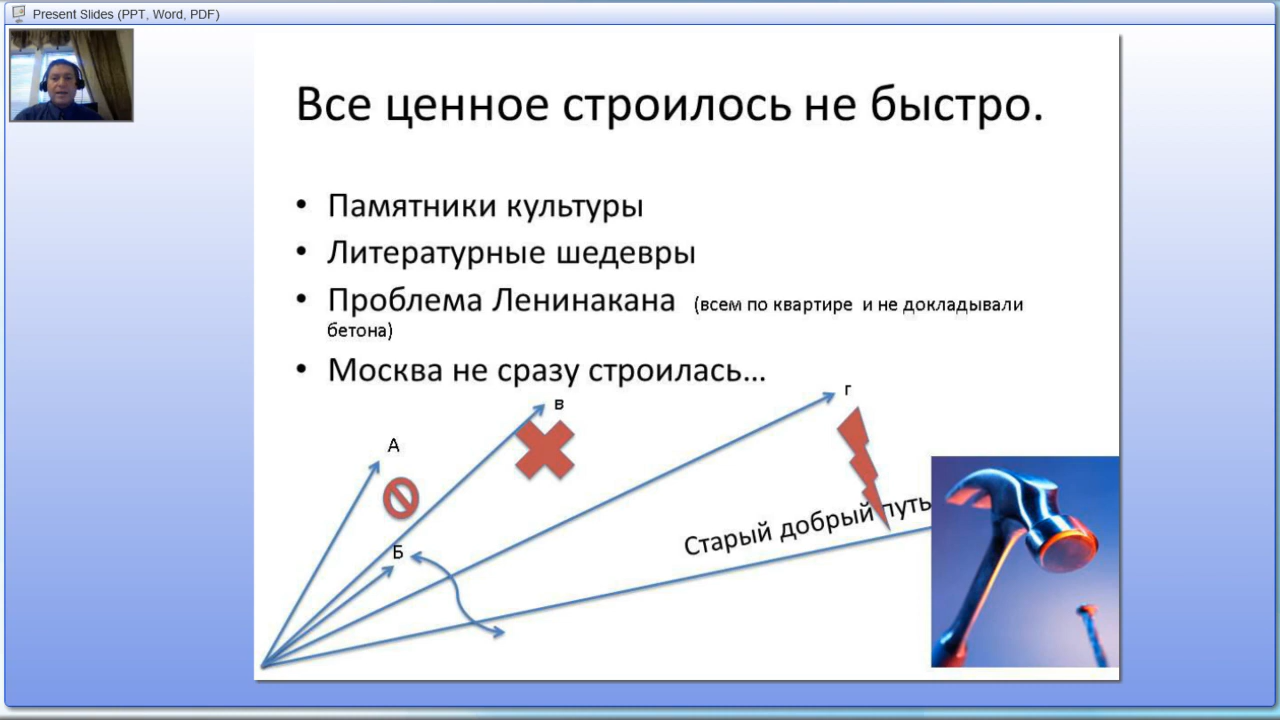 Present Slides (PPT, Word, PDF)
Все ценное строилось не быстро.
• Памятники культуры
• Литературные шедевры
• Проблема Ленинакана (всем по квартире и не докладывали
бетона)
• Москва не сразу строилась...
г
в
А
Старый добрый путь
Б